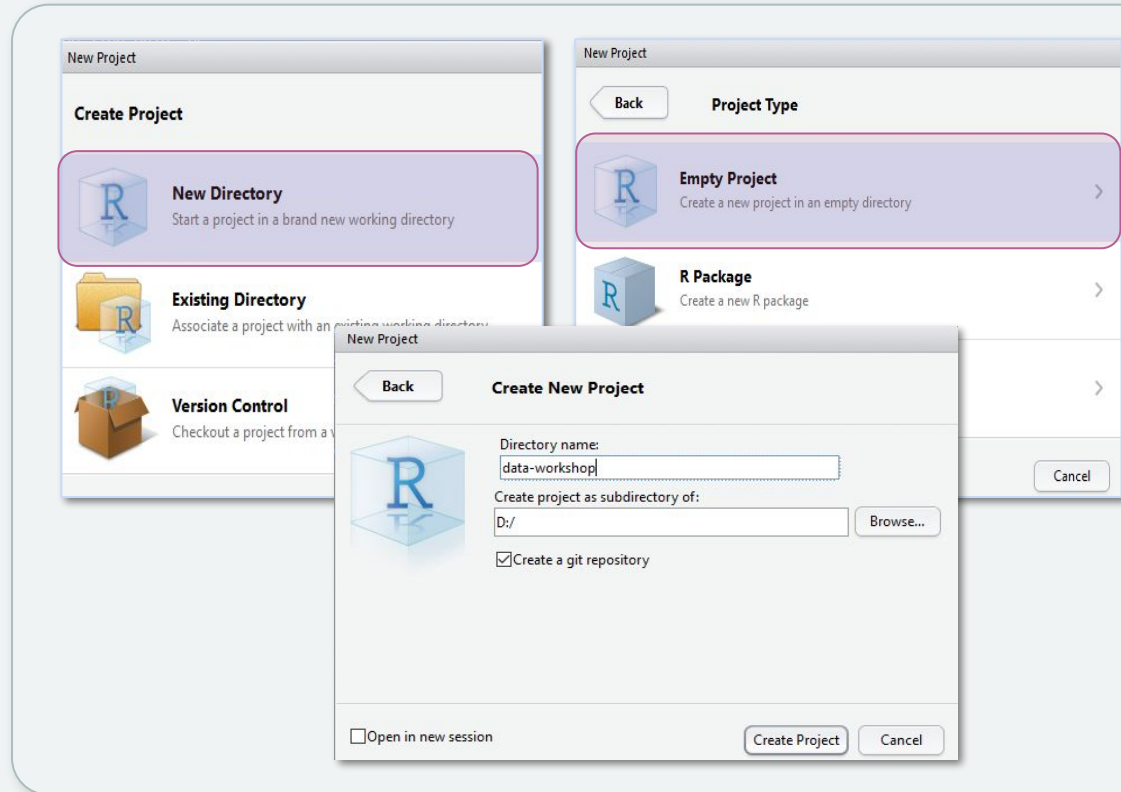 New Project
Create Project
New Directory
Start a project in a brand new working directory
Existing Directory
Associate a project with an existing working directory
Version Control
Checkout a project from a
New Project
Back
Project Type
Empty Project
Create a new project in an empty directory
R Package
Create a new R package
Cancel
New Project
Back
Create New Project
Directory name:
data-workshop
Create project as subdirectory of:
D:/
Browse...
Create a git repository
Open in new session
Create Project
Cancel